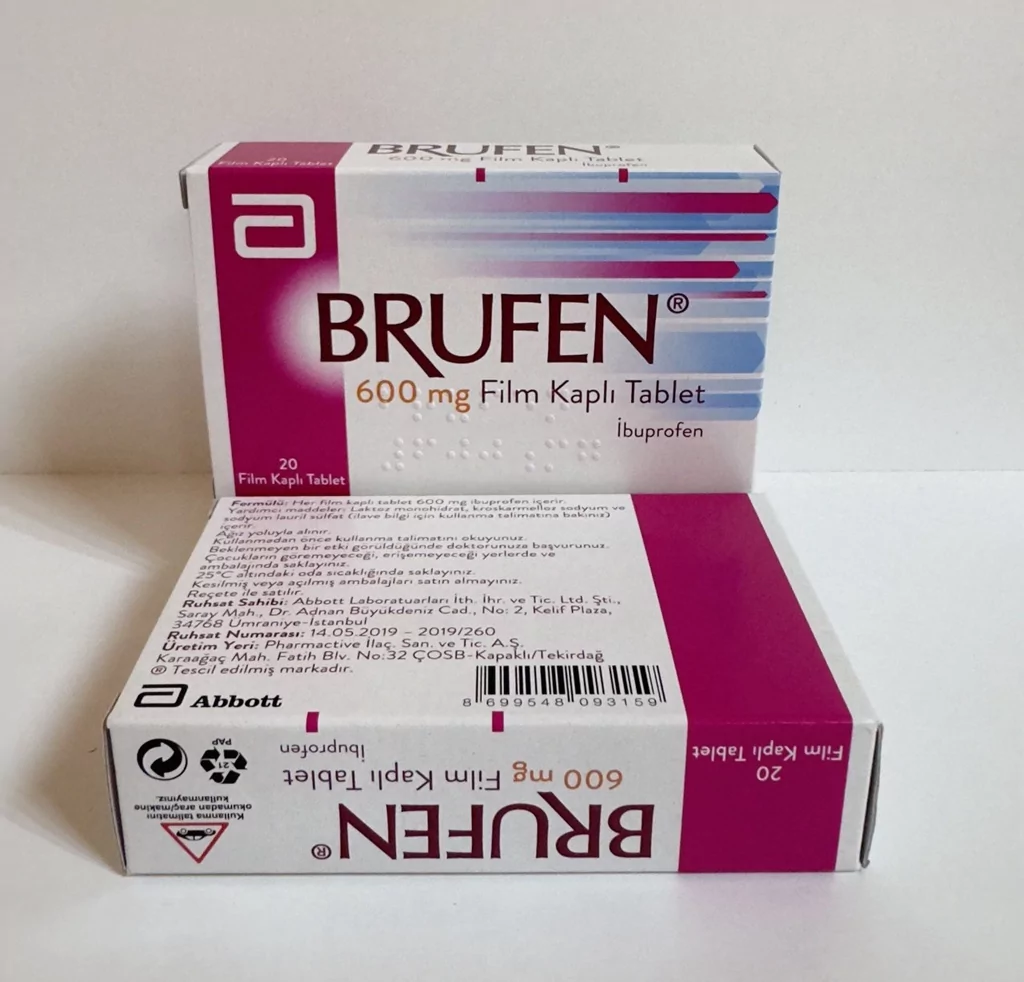 20
Film Kaplı Tablet
BRUFEN®
600 mg Film Kaplı Tablet
İbuprofen
BRUFEN®
600 mg Film Kaplı Tablet
İbuprofen
20
Film Kaplı Tablet
Formülü: Her film kaplı tablet 600 mg ibuprofen içerir.
Yardımcı maddeler: Laktoz monohidrat, kroskarmelloz sodyum ve
sodyum lauril sülfat (ilave bilgi için kullanma talimatına bakınız)
içerir.
Ağız yoluyla alınır.
Kullanmadan önce kullanma talimatını okuyunuz.
Beklenmeyen bir etki görüldüğünde doktorunuza başvurunuz.
Çocukların göremeyeceği, erişemeyeceği yerlerde ve
ambalajında saklayınız.
25°C altındaki oda sıcaklığında saklayınız.
Kesilmiş veya açılmış ambalajları satın almayınız.
Reçete ile satılır.
Ruhsat Sahibi: Abbott Laboratuarları İth. İhr. ve Tic. Ltd. Şti.,
Saray Mah., Dr. Adnan Büyükdeniz Cad., No: 2, Kelif Plaza,
34768 Ümraniye-İstanbul
Ruhsat Numarası: 14.05.2019 - 2019/260
Üretim Yeri: Pharmactive İlaç. San. ve Tic. A.Ş.
Karaağaç Mah. Fatih Blv. No:32 ÇOSB-Kapaklı/Tekirdağ
® Tescil edilmiş markadır.
Abbott
8 699548 093159
BRUFEN®
600 mg Film Kaplı Tablet
İbuprofen
20
Film Kaplı Tablet
Kullanma talimatını
okumadan araç/makine
kullanmayınız
21
PAP